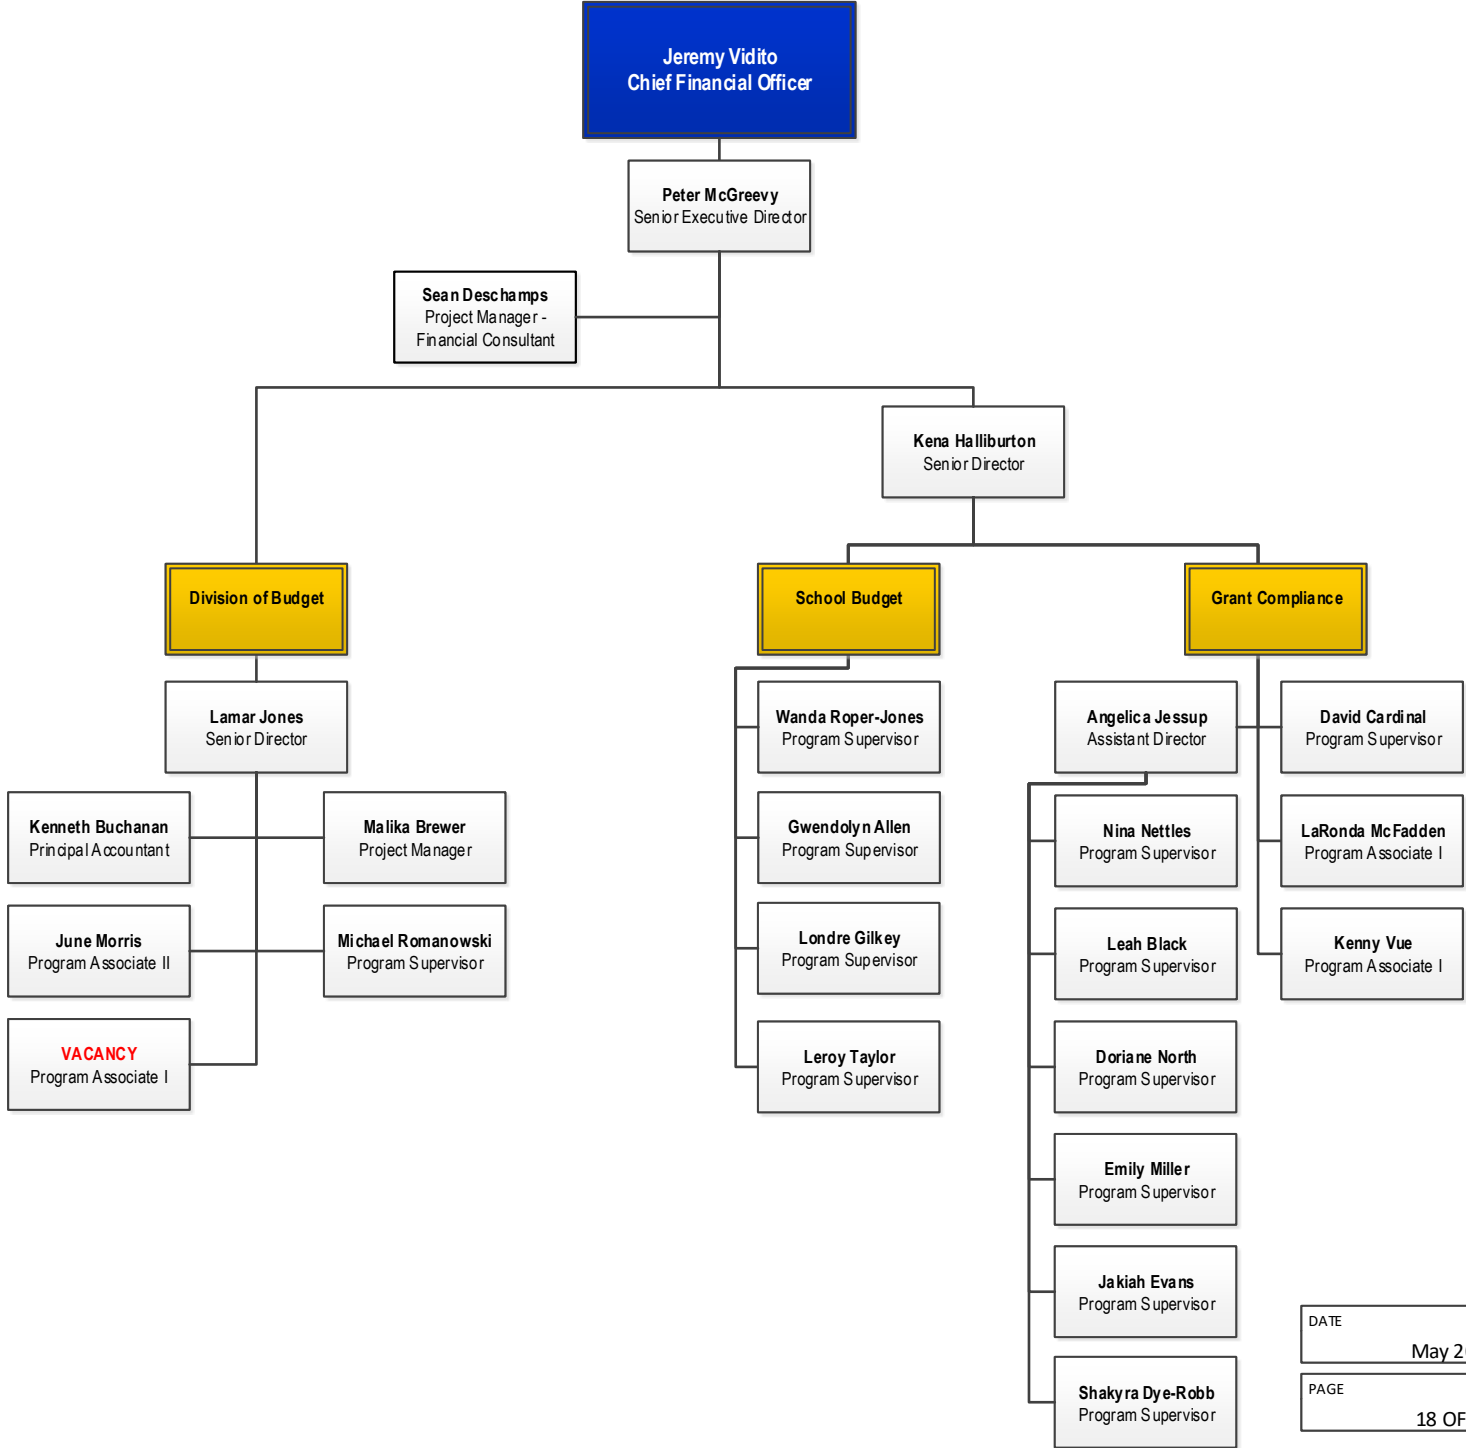 Jeremy Vidito
Chief Financial Officer
Peter McGreevy
Senior Executive Director
Sean Deschamps
Project Manager -
Financial Consultant
Kena Halliburton
Senior Director
Division of Budget
School Budget
Grant Compliance
Lamar Jones
Senior Director
Wanda Roper-Jones
Program Supervisor
Angelica Jessup
Assistant Director
David Cardinal
Program Supervisor
Kenneth Buchanan
Principal Accountant
Malika Brewer
Project Manager
Gwendolyn Allen
Program Supervisor
Nina Nettles
Program Supervisor
LaRonda McFadden
Program Associate I
June Morris
Program Associate II
Michael Romanowski
Program Supervisor
Londre Gilkey
Program Supervisor
Leah Black
Program Supervisor
Kenny Vue
Program Associate I
VACANCY
Program Associate I
Leroy Taylor
Program Supervisor
Doriane North
Program Supervisor
Emily Miller
Program Supervisor
Jakiah Evans
Program Supervisor
Shakyra Dye-Robb
Program Supervisor
DATE
May
PAGE
18 OF